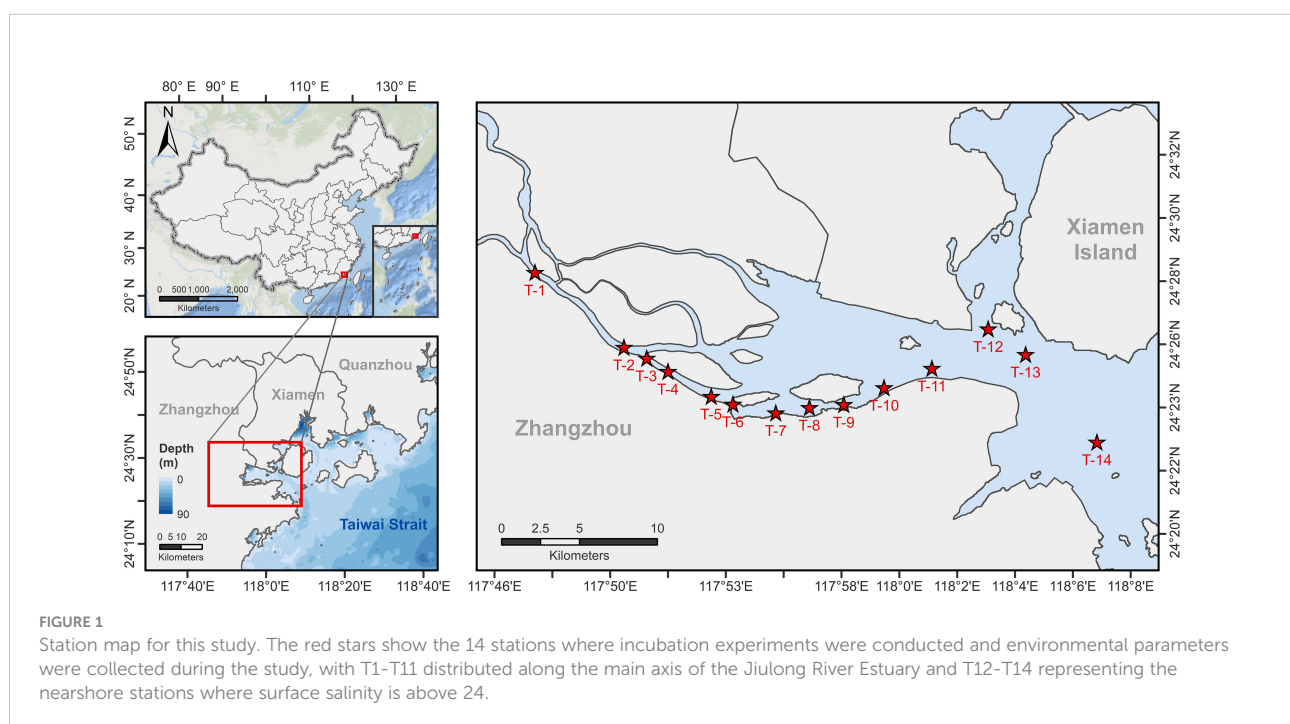 80° E 90° E 110° E 130° E
N
50° N
40° N
30° N
20° N
0 500 1,000 2,000
Kilometers
Quanzhou
Xiamen
Zhangzhou
Depth
(m)
0
90
0 5 10 20
Kilometers
Taiwai Strait
24°50'N
24°30'N
24°10'N
117°40'E 118°0'E 118°20'E 118°40'E
Xiamen
Island
Zhangzhou
T-1
T-2
T-3
T-4
T-5
T-6
T-7
T-8
T-9
T-10
T-11
T-12
T-13
T-14
0 2.5 5 10
Kilometers
24°32'N
24°30'N
24°28'N
24°26'N
24°23'N
24°22'N
24°20'N
117°46'E 117°50'E 117°53'E 117°58'E 118°0'E 118°2'E 118°4'E 118°6'E 118°8'E
FIGURE 1
Station map for this study. The red stars show the 14 stations where incubation experiments were conducted and environmental parameters
were collected during the study, with T1-T11 distributed along the main axis of the Jiulong River Estuary and T12-T14 representing the
nearshore stations where surface salinity is above 24.